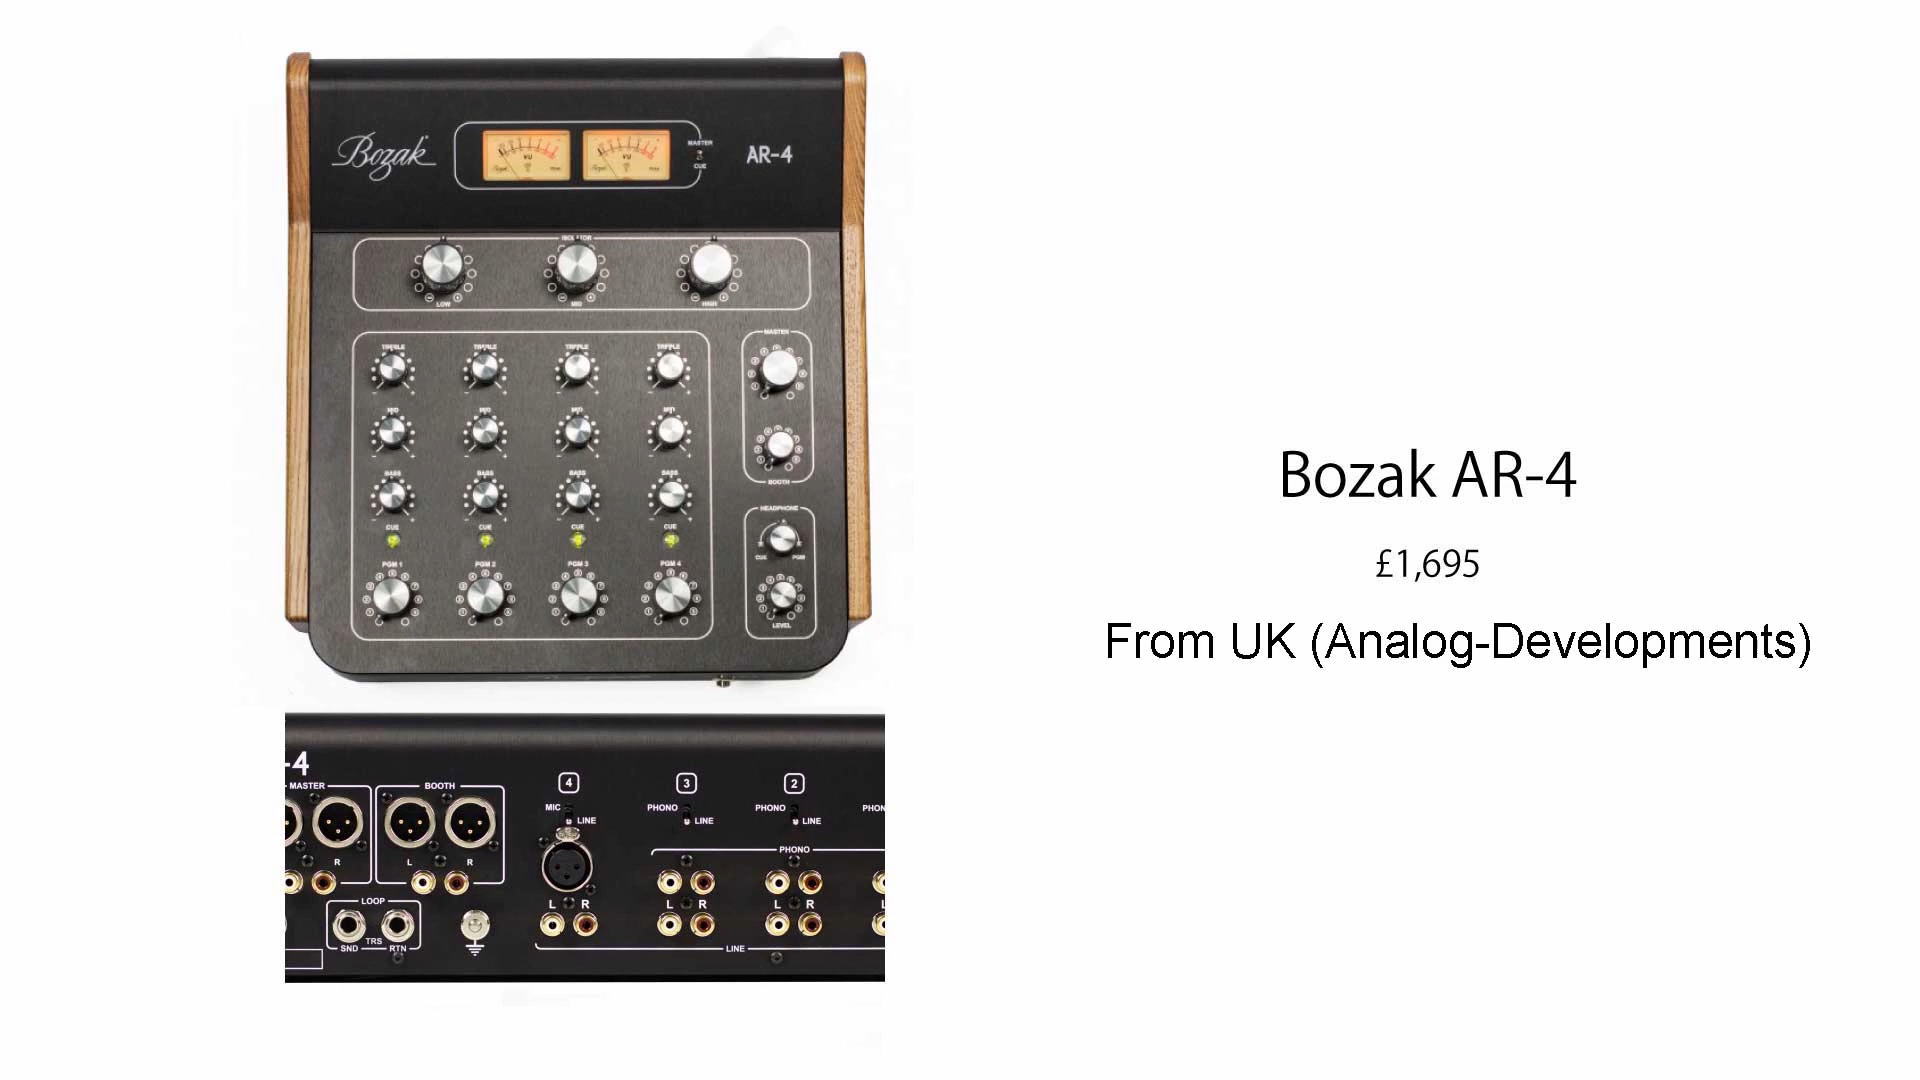 Bozak
VU VU
MASTER
CUE
AR-4
ISOLATOR
LOW MID HIGH
MASTER
TREBLE TREBLE TREBLE TREBLE
MID MID MID MID
BOOTH
BASS BASS BASS BASS
HEADPHONE
CUE CUE CUE CUE
CUE PGM
PGM 1 PGM 2 PGM 3 PGM 4
LEVEL
Bozak AR-4
£1,695
From UK (Analog-Developments)
-4
MASTER BOOTH
4 3 2
MIC LINE PHONO LINE PHONO LINE PHON
PHONO
R L R
LOOP
L R L R L R L
SND TRS RTN
LINE